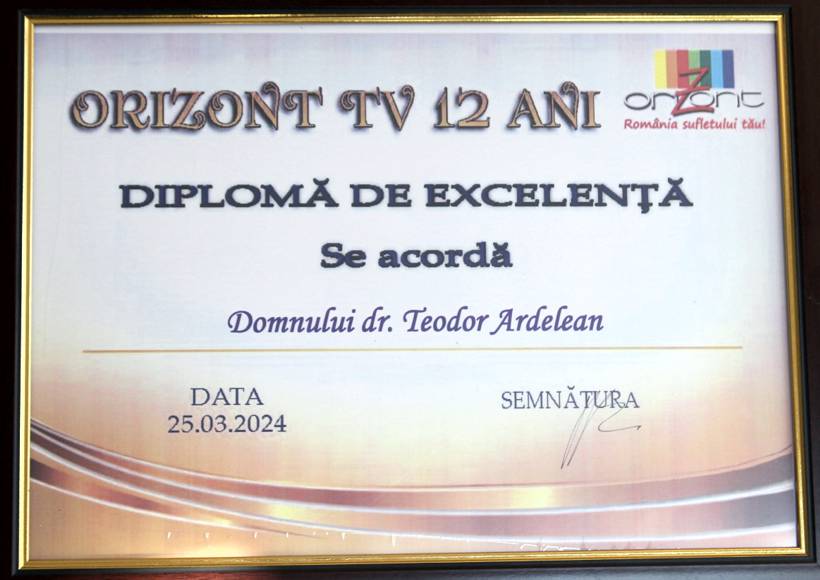 ORIZONT TV 12 ANI
oriZont
România sufletului tău!
DIPLOMĂ DE EXCELENȚĂ
Se acordă
Domnului dr. Teodor Ardelean
DATA
25.03.2024
SEMNĂTURA